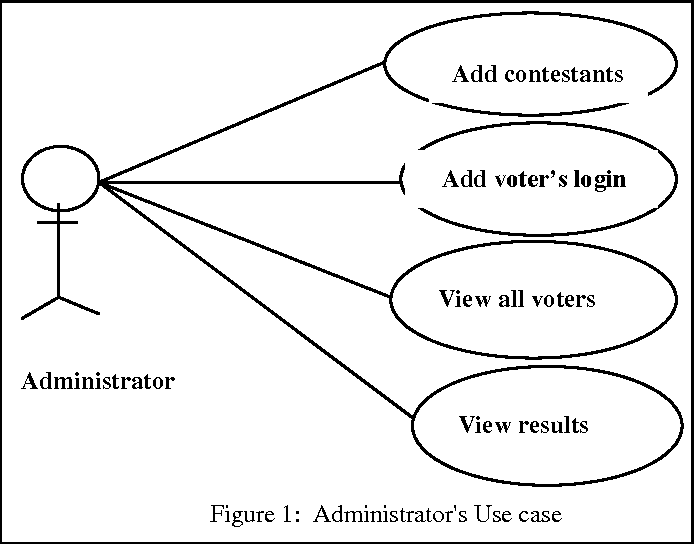 Add contestants
Add voter's login
View all voters
Administrator
View results
Figure 1: Administrator's Use case